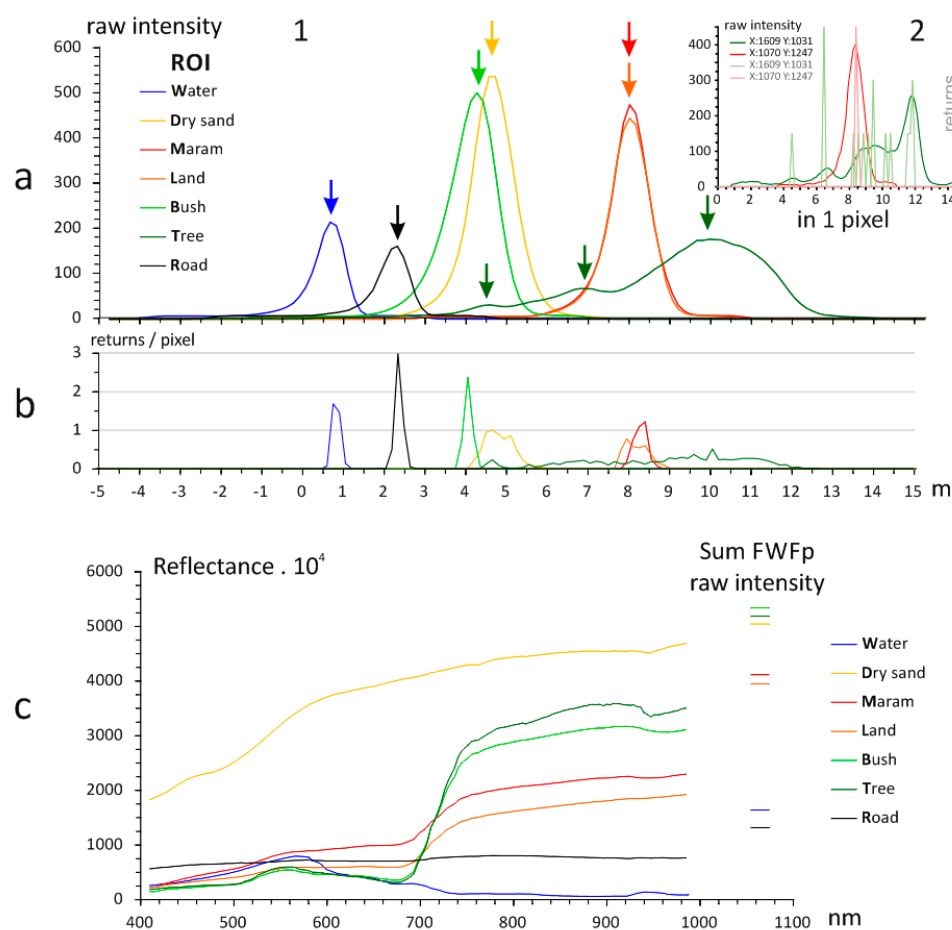 raw intensity
1
ROI
Water
Dry sand
Maram
Land
Bush
Tree
Road
a
600
500
400
300
200
100
0
raw intensity
2
X:1609 Y:1031
X:1070 Y:1247
X:1609 Y:1031
X:1070 Y:1247
400
300
200
100
0
0 2 4 6 8 10 12 14
in 1 pixel
returns
returns / pixel
b
3
2
1
0
-5 -4 -3 -2 -1 0 1 2 3 4 5 6 7 8 9 10 11 12 13 14 15 m
c
Reflectance . 10⁴
Sum FWFp
raw intensity
6000
5000
4000
3000
2000
1000
0
Water
Dry sand
Maram
Land
Bush
Tree
Road
400 500 600 700 800 900 1000 1100 nm